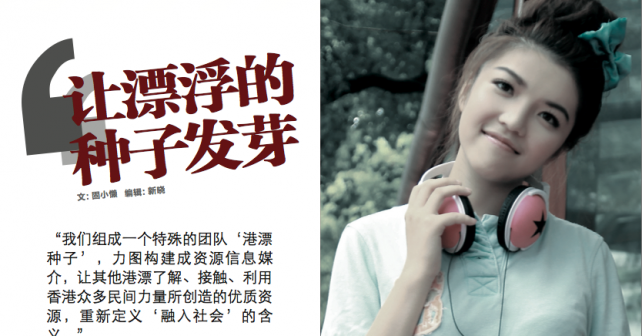 让漂浮的
种子发芽
文：圆小懒 编辑：新晓
“我们组成一个特殊的团队‘港漂
种子’，力图构建成资源信息媒
介，让其他港漂了解、接触、利用
香港众多民间力量所创造的优质资
源，重新定义‘融入社会’的含
义。”